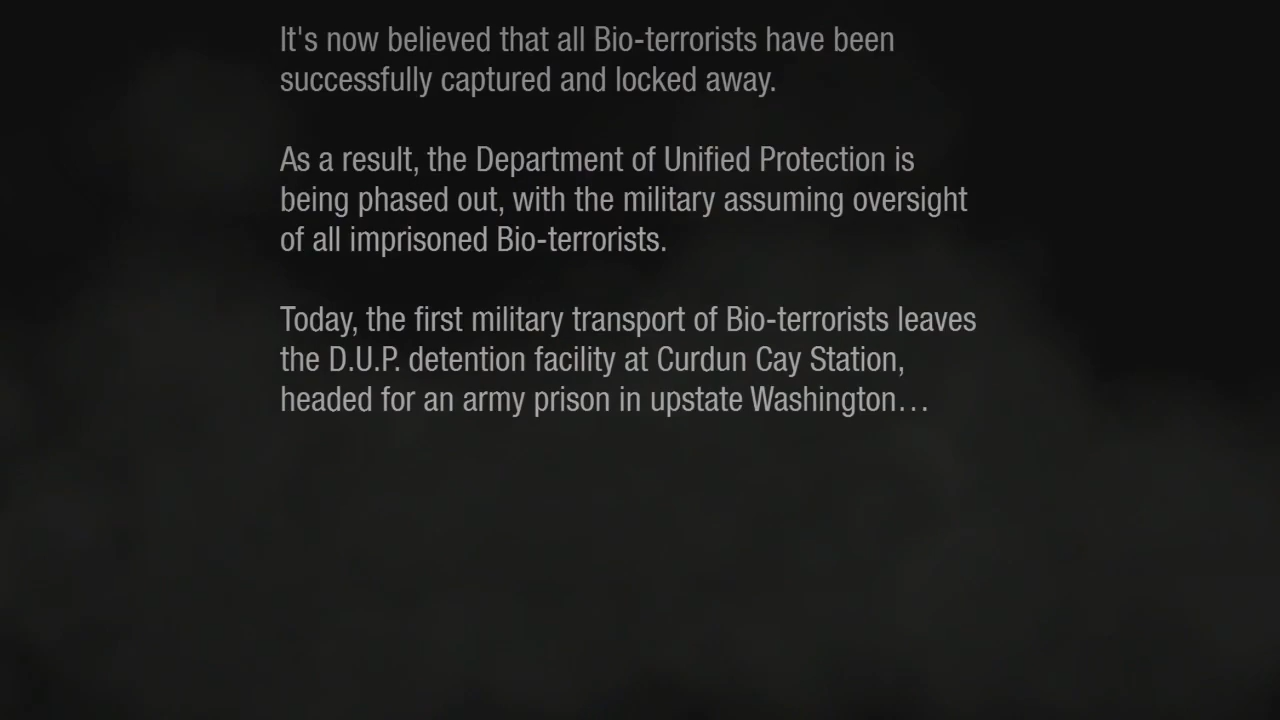 It's now believed that all Bio-terrorists have been
successfully captured and locked away.
As a result, the Department of Unified Protection is
being phased out, with the military assuming oversight
of all imprisoned Bio-terrorists.
Today, the first military transport of Bio-terrorists leaves
the D.U.P. detention facility at Curdun Cay Station,
headed for an army prison in upstate Washington…